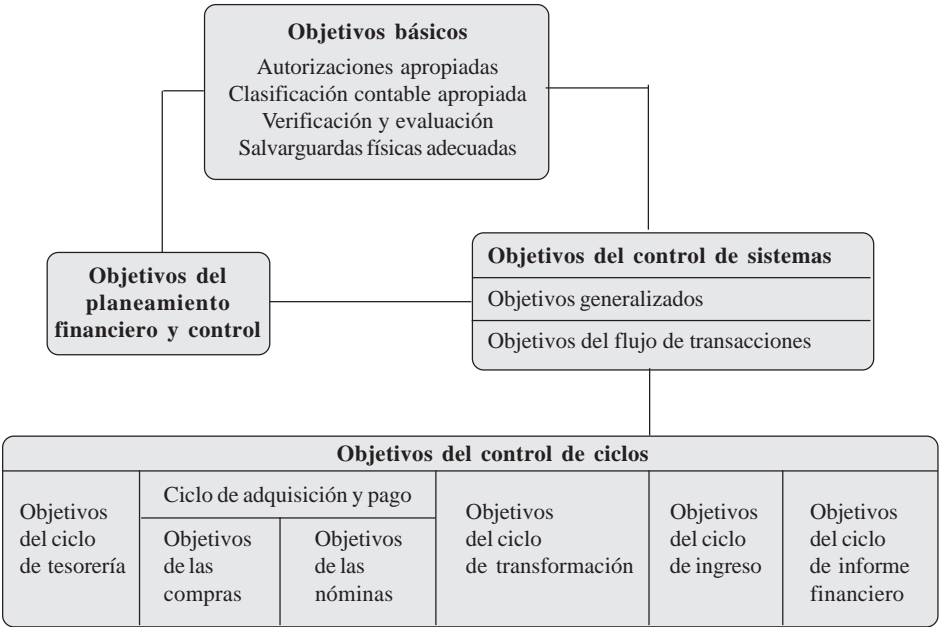 Objetivos básicos
Autorizaciones apropiadas
Clasificación contable apropiada
Verificación y evaluación
Salvarguardas físicas adecuadas
Objetivos del
planeamiento
financiero y control
Objetivos del control de sistemas
Objetivos generalizados
Objetivos del flujo de transacciones
Objetivos del control de ciclos
Objetivos
del ciclo
de tesorería
Ciclo de adquisición y pago
Objetivos
de las
compras
Objetivos
de las
nóminas
Objetivos
del ciclo
de transformación
Objetivos
del ciclo
de ingreso
Objetivos
del ciclo
de informe
financiero